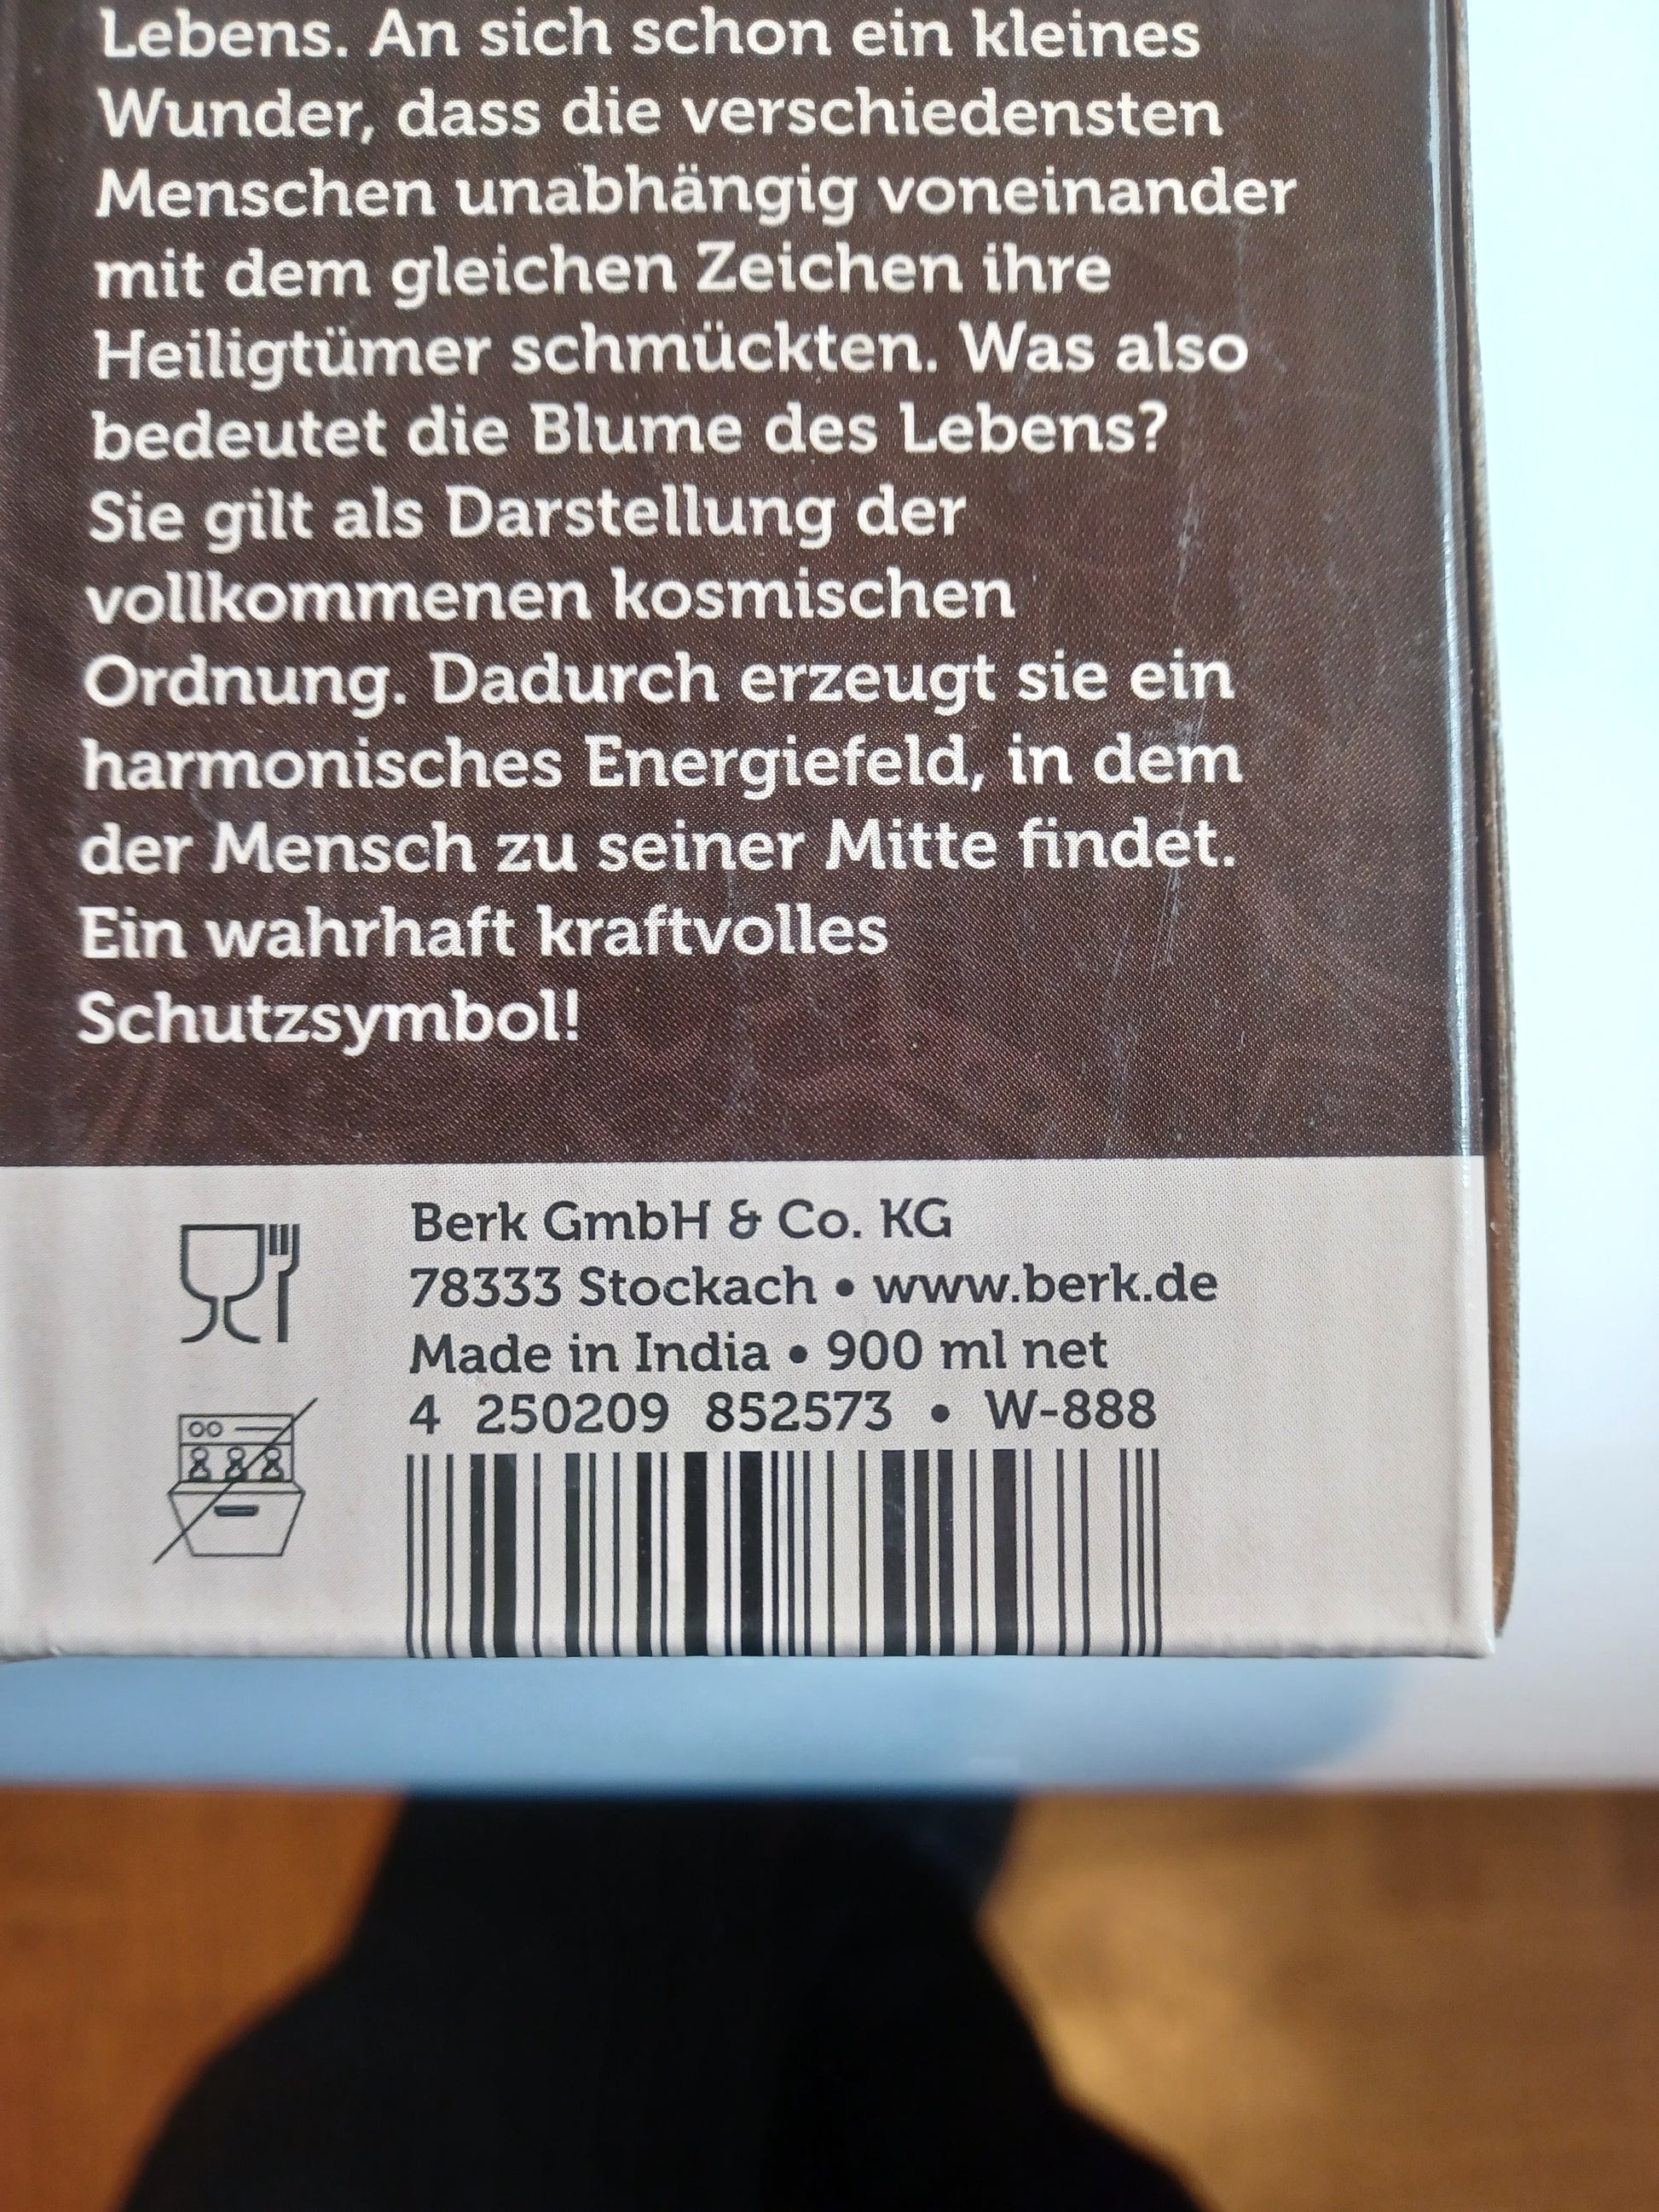 Lebens. An sich schon ein kleines
Wunder, dass die verschiedensten
Menschen unabhängig voneinander
mit dem gleichen Zeichen ihre
Heiligtümer schmückten. Was also
bedeutet die Blume des Lebens?
Sie gilt als Darstellung der
vollkommenen kosmischen
Ordnung. Dadurch erzeugt sie ein
harmonisches Energiefeld, in dem
der Mensch zu seiner Mitte findet.
Ein wahrhaft kraftvolles
Schutzsymbol!
Berk GmbH & Co. KG
78333 Stockach • www.berk.de
Made in India • 900 ml net
4 250209 852573 • W-888